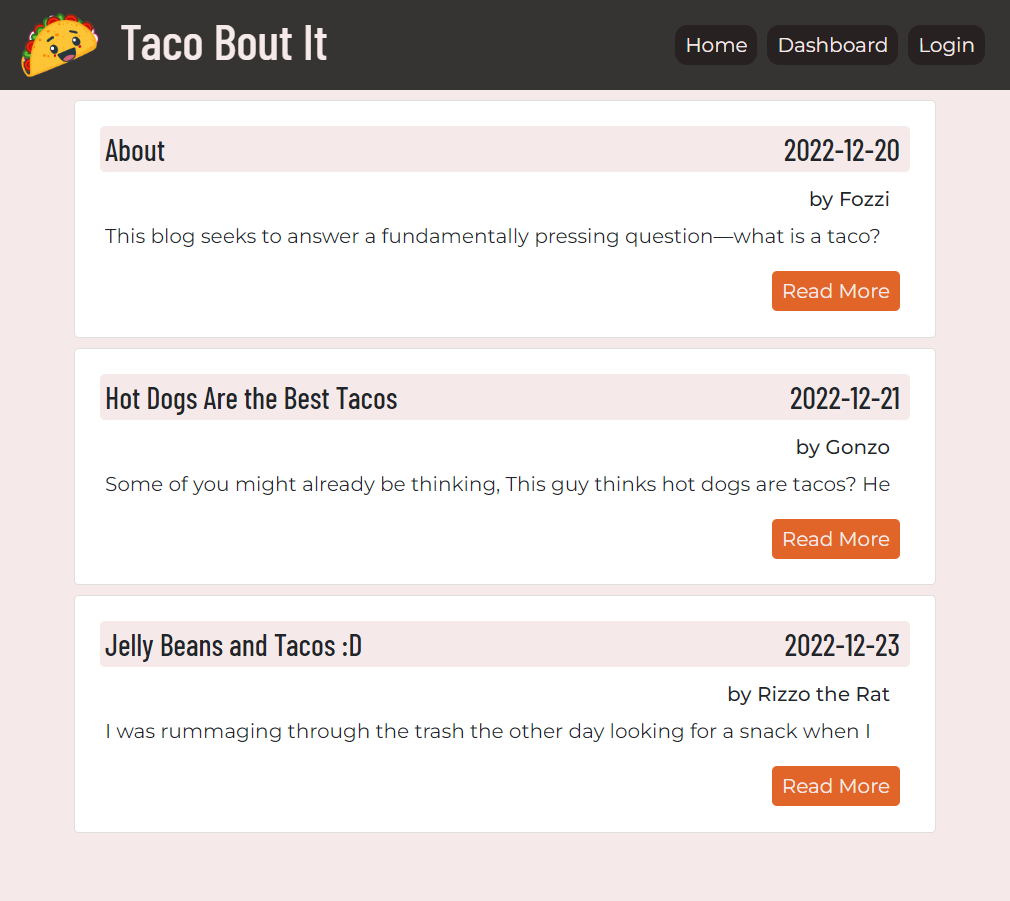 Taco Bout It
Home Dashboard Login
About 2022-12-20
by Fozzi
This blog seeks to answer a fundamentally pressing question—what is a taco?
Read More
Hot Dogs Are the Best Tacos 2022-12-21
by Gonzo
Some of you might already be thinking, This guy thinks hot dogs are tacos? He
Read More
Jelly Beans and Tacos :D 2022-12-23
by Rizzo the Rat
I was rummaging through the trash the other day looking for a snack when I
Read More